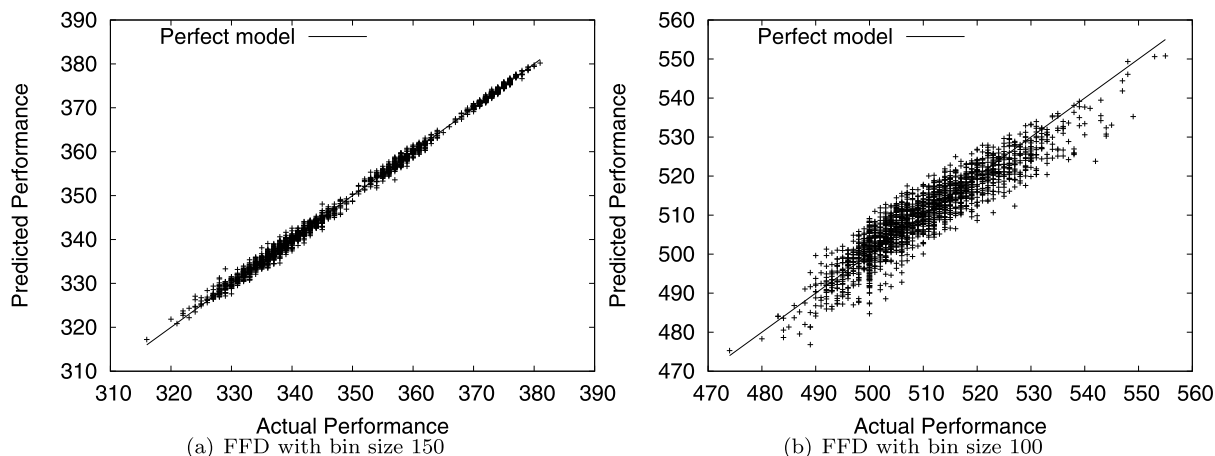 390
380
370
360
350
340
330
320
310
Predicted Performance
Perfect model
310 320 330 340 350 360 370 380 390
Actual Performance
(a) FFD with bin size 150
560
550
540
530
520
510
500
490
480
470
Predicted Performance
Perfect model
470 480 490 500 510 520 530 540 550 560
Actual Performance
(b) FFD with bin size 100